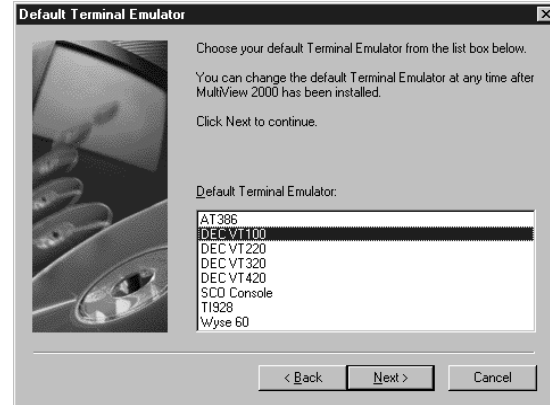 Default Terminal Emulator
Choose your default Terminal Emulator from the list box below.
You can change the default Terminal Emulator at any time after
MultiView 2000 has been installed.
Click Next to continue.
Default Terminal Emulator:
AT386
DEC VT100
DEC VT220
DEC VT320
DEC VT420
SCO Console
TI928
Wyse 60
< Back
Next >
Cancel